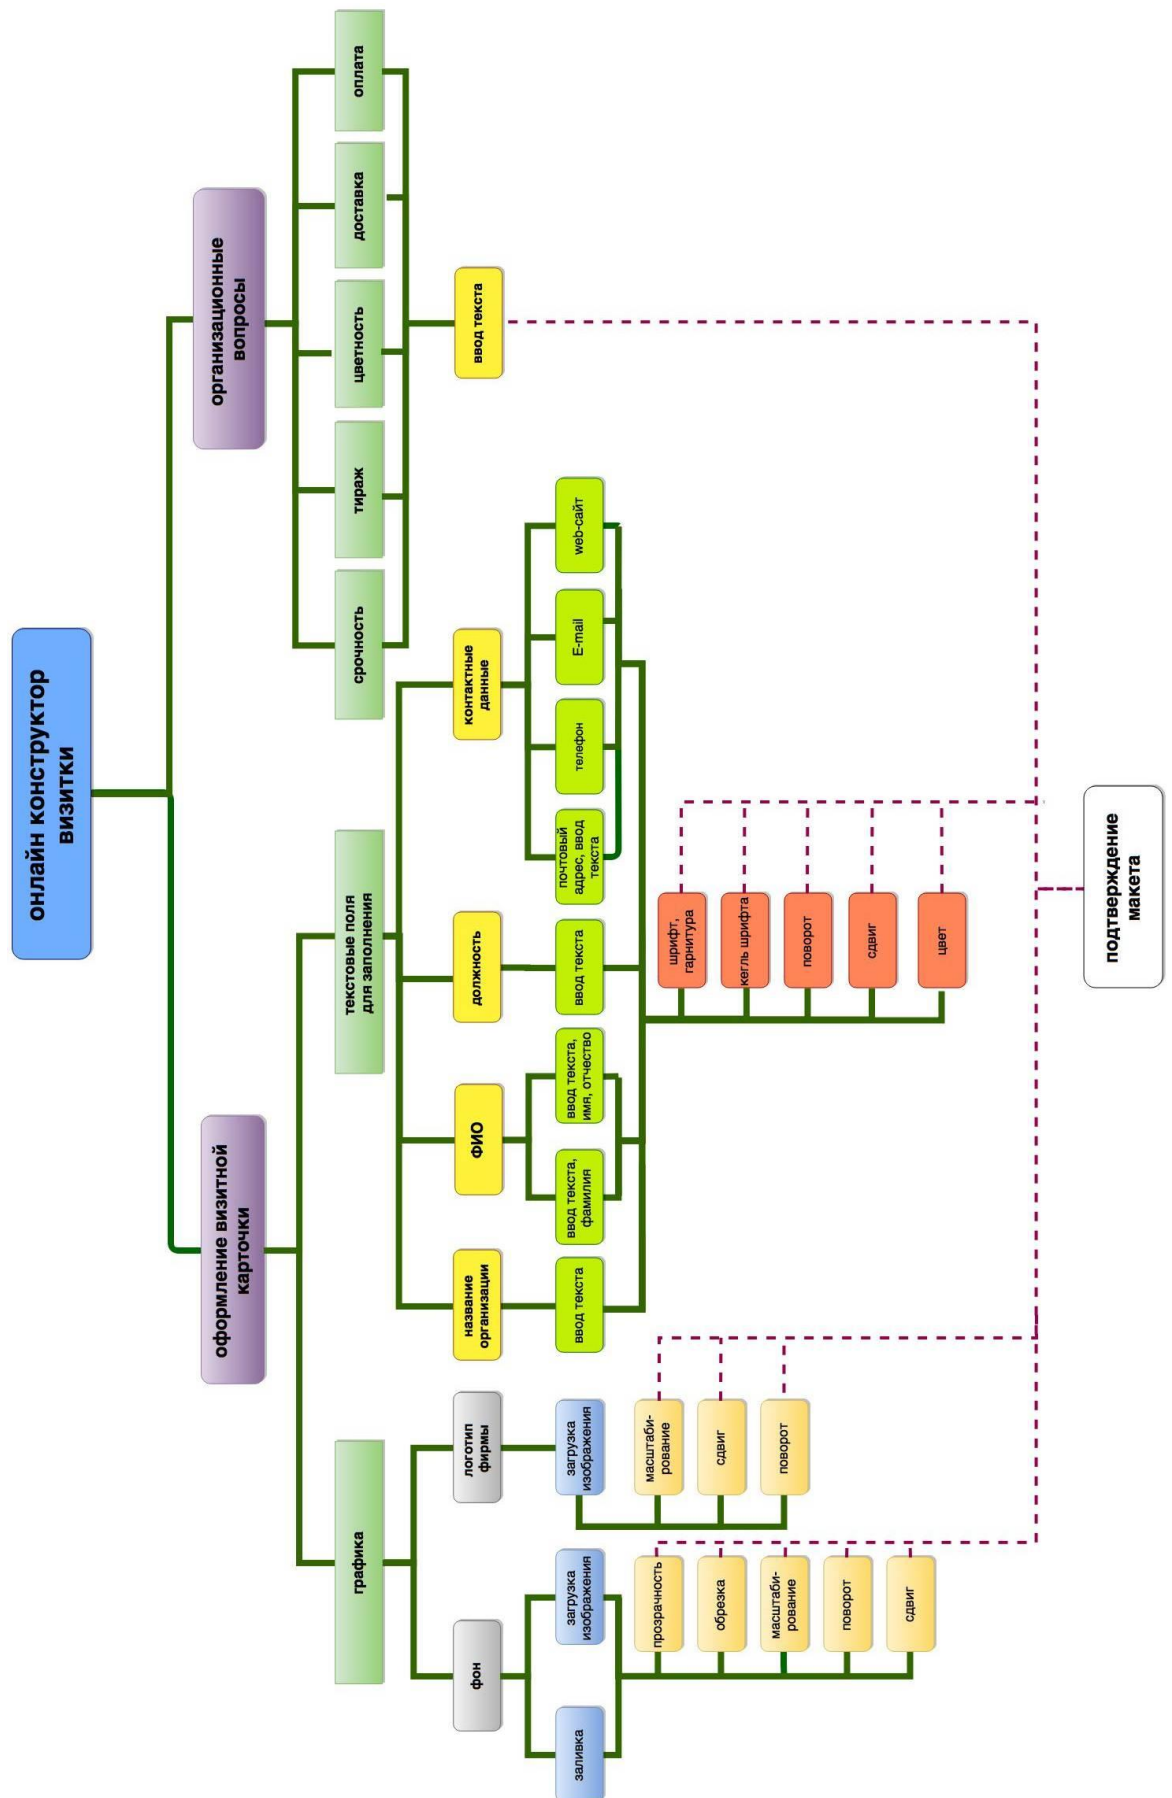 онлайн конструктор
визитки
оформление визитной
карточки
организационные
вопросы
графика
текстовые поля
для заполнения
срочность
тираж
цветность
доставка
оплата
фон
логотип
фирмы
название
организации
ФИО
должность
контактные
данные
ввод текста
заливка
загрузка
изображения
загрузка
изображения
ввод текста
ввод текста,
фамилия
ввод текста,
имя, отчество
ввод текста
почтовый
адрес, ввод
текста
телефон
E-mail
web-сайт
прозрачность
обрезка
масштаби-
рование
поворот
сдвиг
масштаби-
рование
сдвиг
поворот
шрифт,
гарнитура
кегль шрифта
поворот
сдвиг
цвет
подтверждение
макета